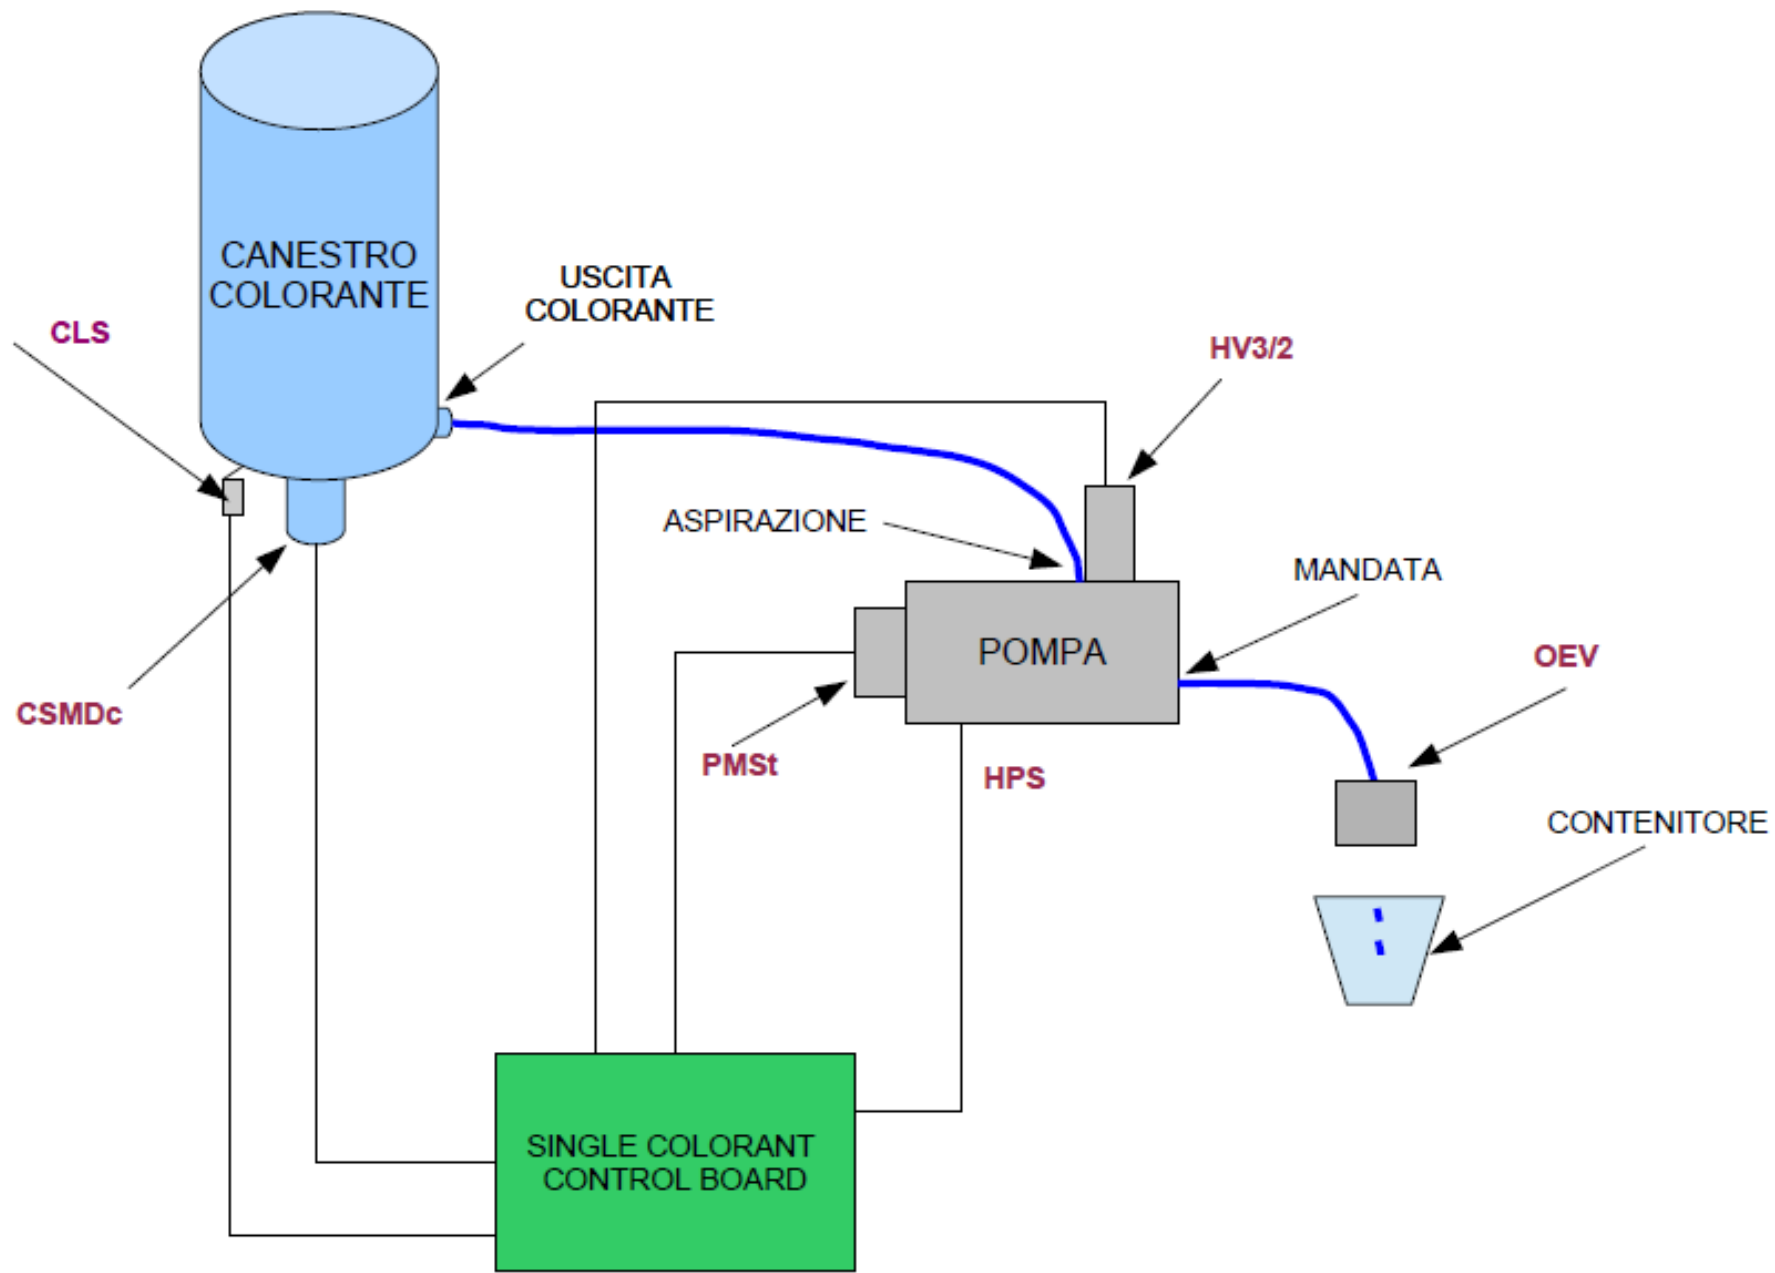 CANESTRO
COLORANTE
USCITA
COLORANTE
CLS
HV3/2
ASPIRAZIONE
MANDATA
POMPA
OEV
CSMDc
PMSt
HPS
CONTENITORE
SINGLE COLORANT
CONTROL BOARD